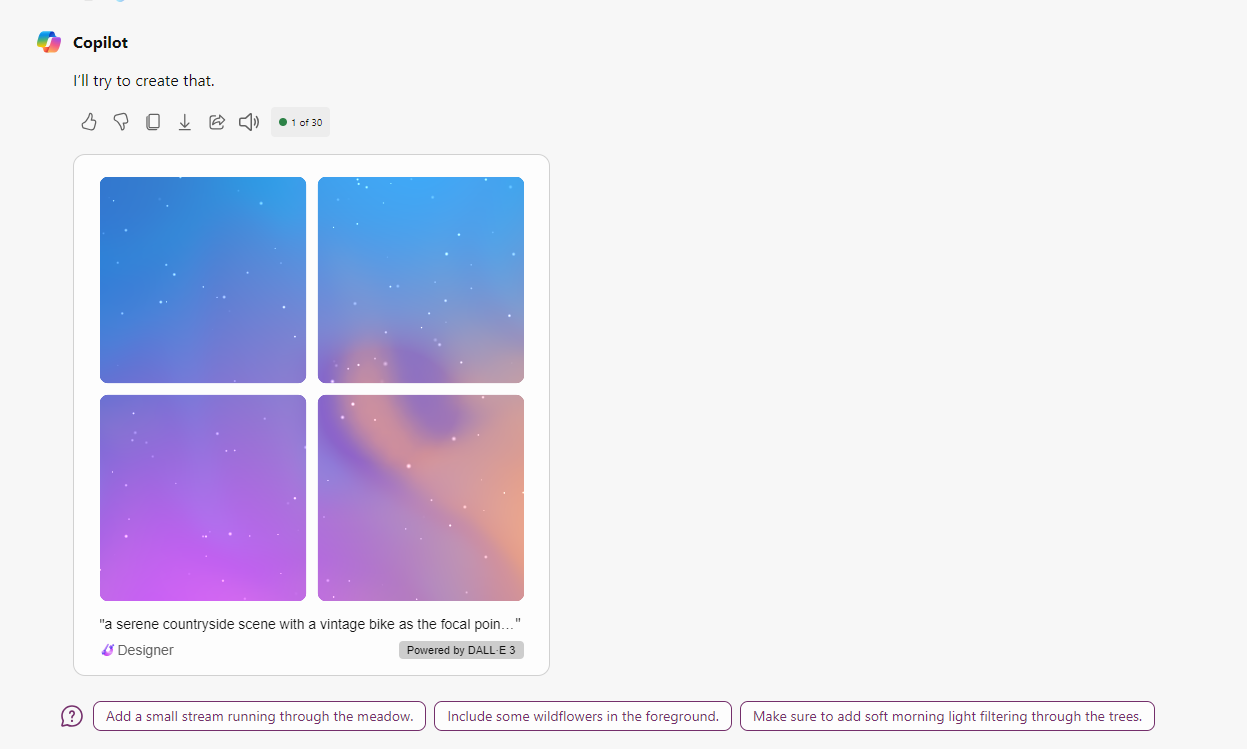 Copilot
I'll try to create that.
1 of 30
"a serene countryside scene with a vintage bike as the focal poin..."
Designer
Powered by DALL·E 3
Add a small stream running through the meadow.
Include some wildflowers in the foreground.
Make sure to add soft morning light filtering through the trees.